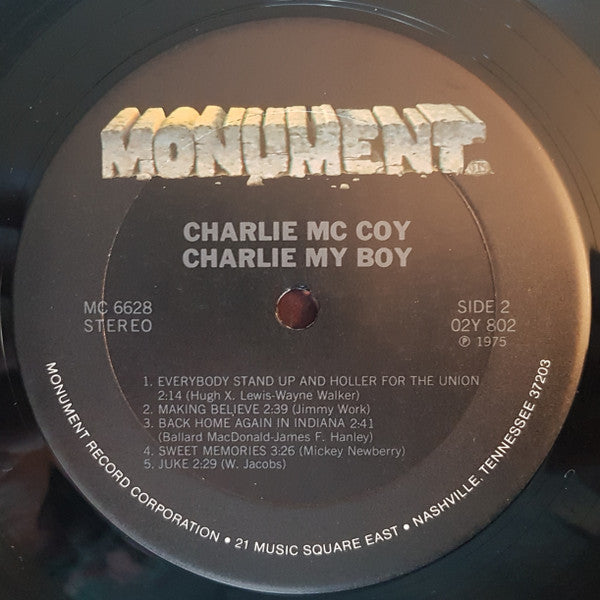 MONUMENT
CHARLIE MC COY
CHARLIE MY BOY
MC 6628
STEREO
SIDE 2
02Y 802
℗ 1975
1. EVERYBODY STAND UP AND HOLLER FOR THE UNION
2:14 (Hugh X. Lewis-Wayne Walker)
2. MAKING BELIEVE 2:39 (Jimmy Work)
3. BACK HOME AGAIN IN INDIANA 2:41
(Ballard MacDonald-James F. Hanley)
4. SWEET MEMORIES 3:26 (Mickey Newberry)
5. JUKE 2:29 (W. Jacobs)
MONUMENT RECORD CORPORATION • 21 MUSIC SQUARE EAST • NASHVILLE, TENNESSEE 37203